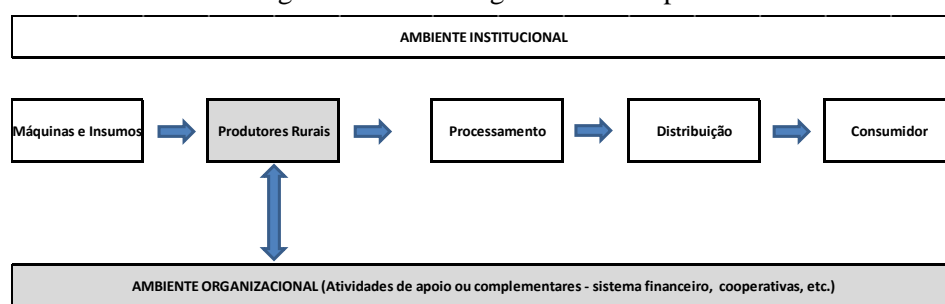 AMBIENTE INSTITUCIONAL
Máquinas e Insumos
Produtores Rurais
Processamento
Distribuição
Consumidor
AMBIENTE ORGANIZACIONAL (Atividades de apoio ou complementares - sistema financeiro, cooperativas, etc.)